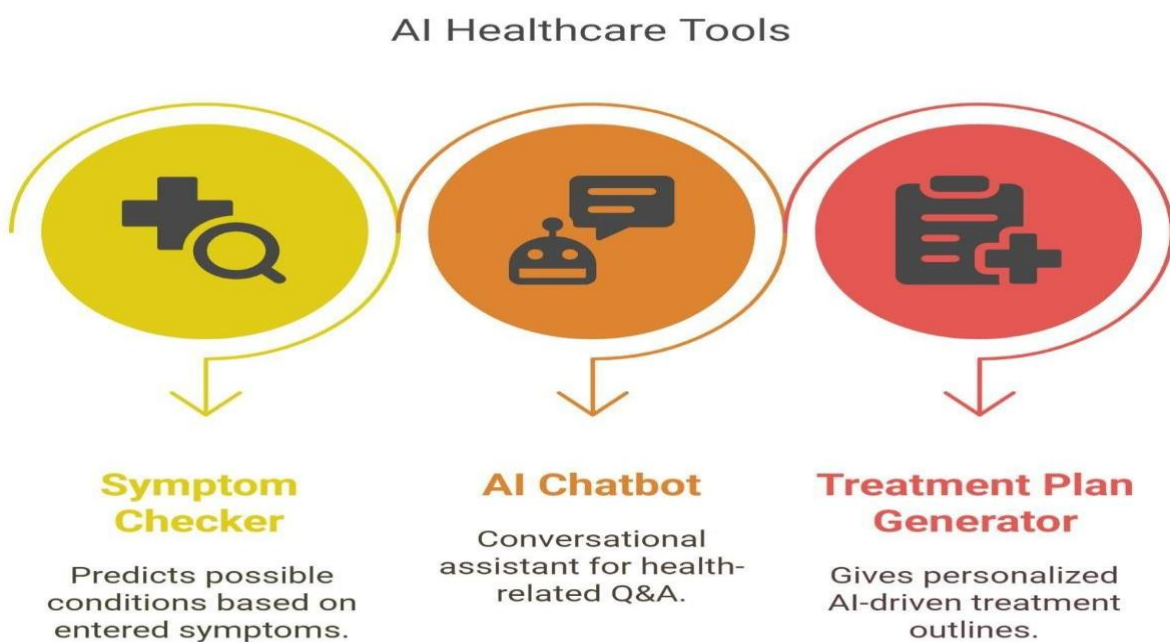 AI Healthcare Tools
Symptom
Checker
Predicts possible
conditions based on
entered symptoms.
AI Chatbot
Conversational
assistant for health-
related Q&A.
Treatment Plan
Generator
Gives personalized
AI-driven treatment
outlines.